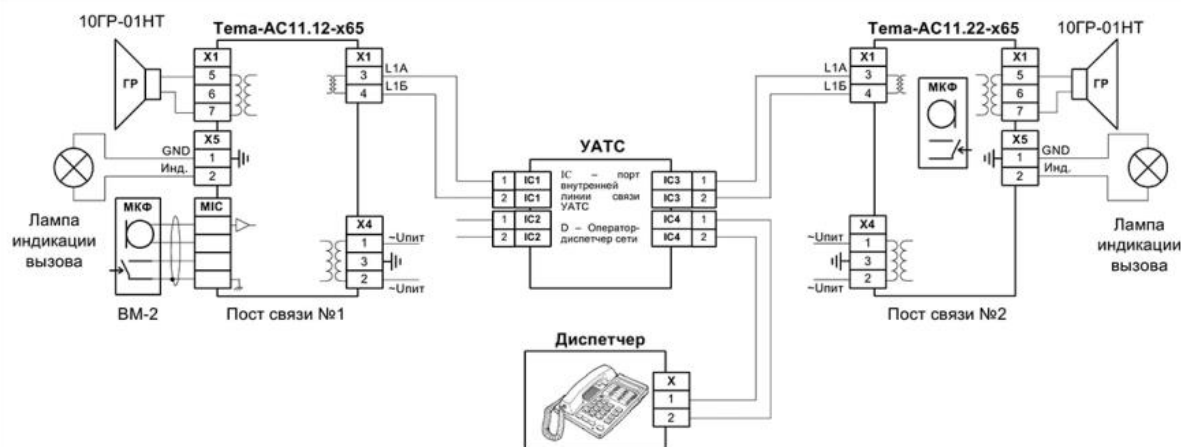 10ГР-01НТ
Tema-AC11.12-x65
Tema-AC11.22-x65
10ГР-01НТ
X1
5
6
7
ГР
X1
3
4
L1А
L1Б
L1А
L1Б
X1
3
4
МКФ
X1
5
6
7
ГР
X5
1
2
GND
Инд.
X5
1
2
GND
Инд.
УАТС
IC – порт
внутренней
линии связи
УАТС
D – Оператор-
диспетчер сети
1 IC1
2 IC1
1 IC2
2 IC2
IC3 1
IC3 2
IC4 1
IC4 2
Лампа
индикации
вызова
МКФ
MIC
ВМ-2
X4
1
3
2
~Uпит
~Uпит
Пост связи №1
X4
1
3
2
~Uпит
~Uпит
Лампа
индикации
вызова
Пост связи №2
Диспетчер
X
1
2